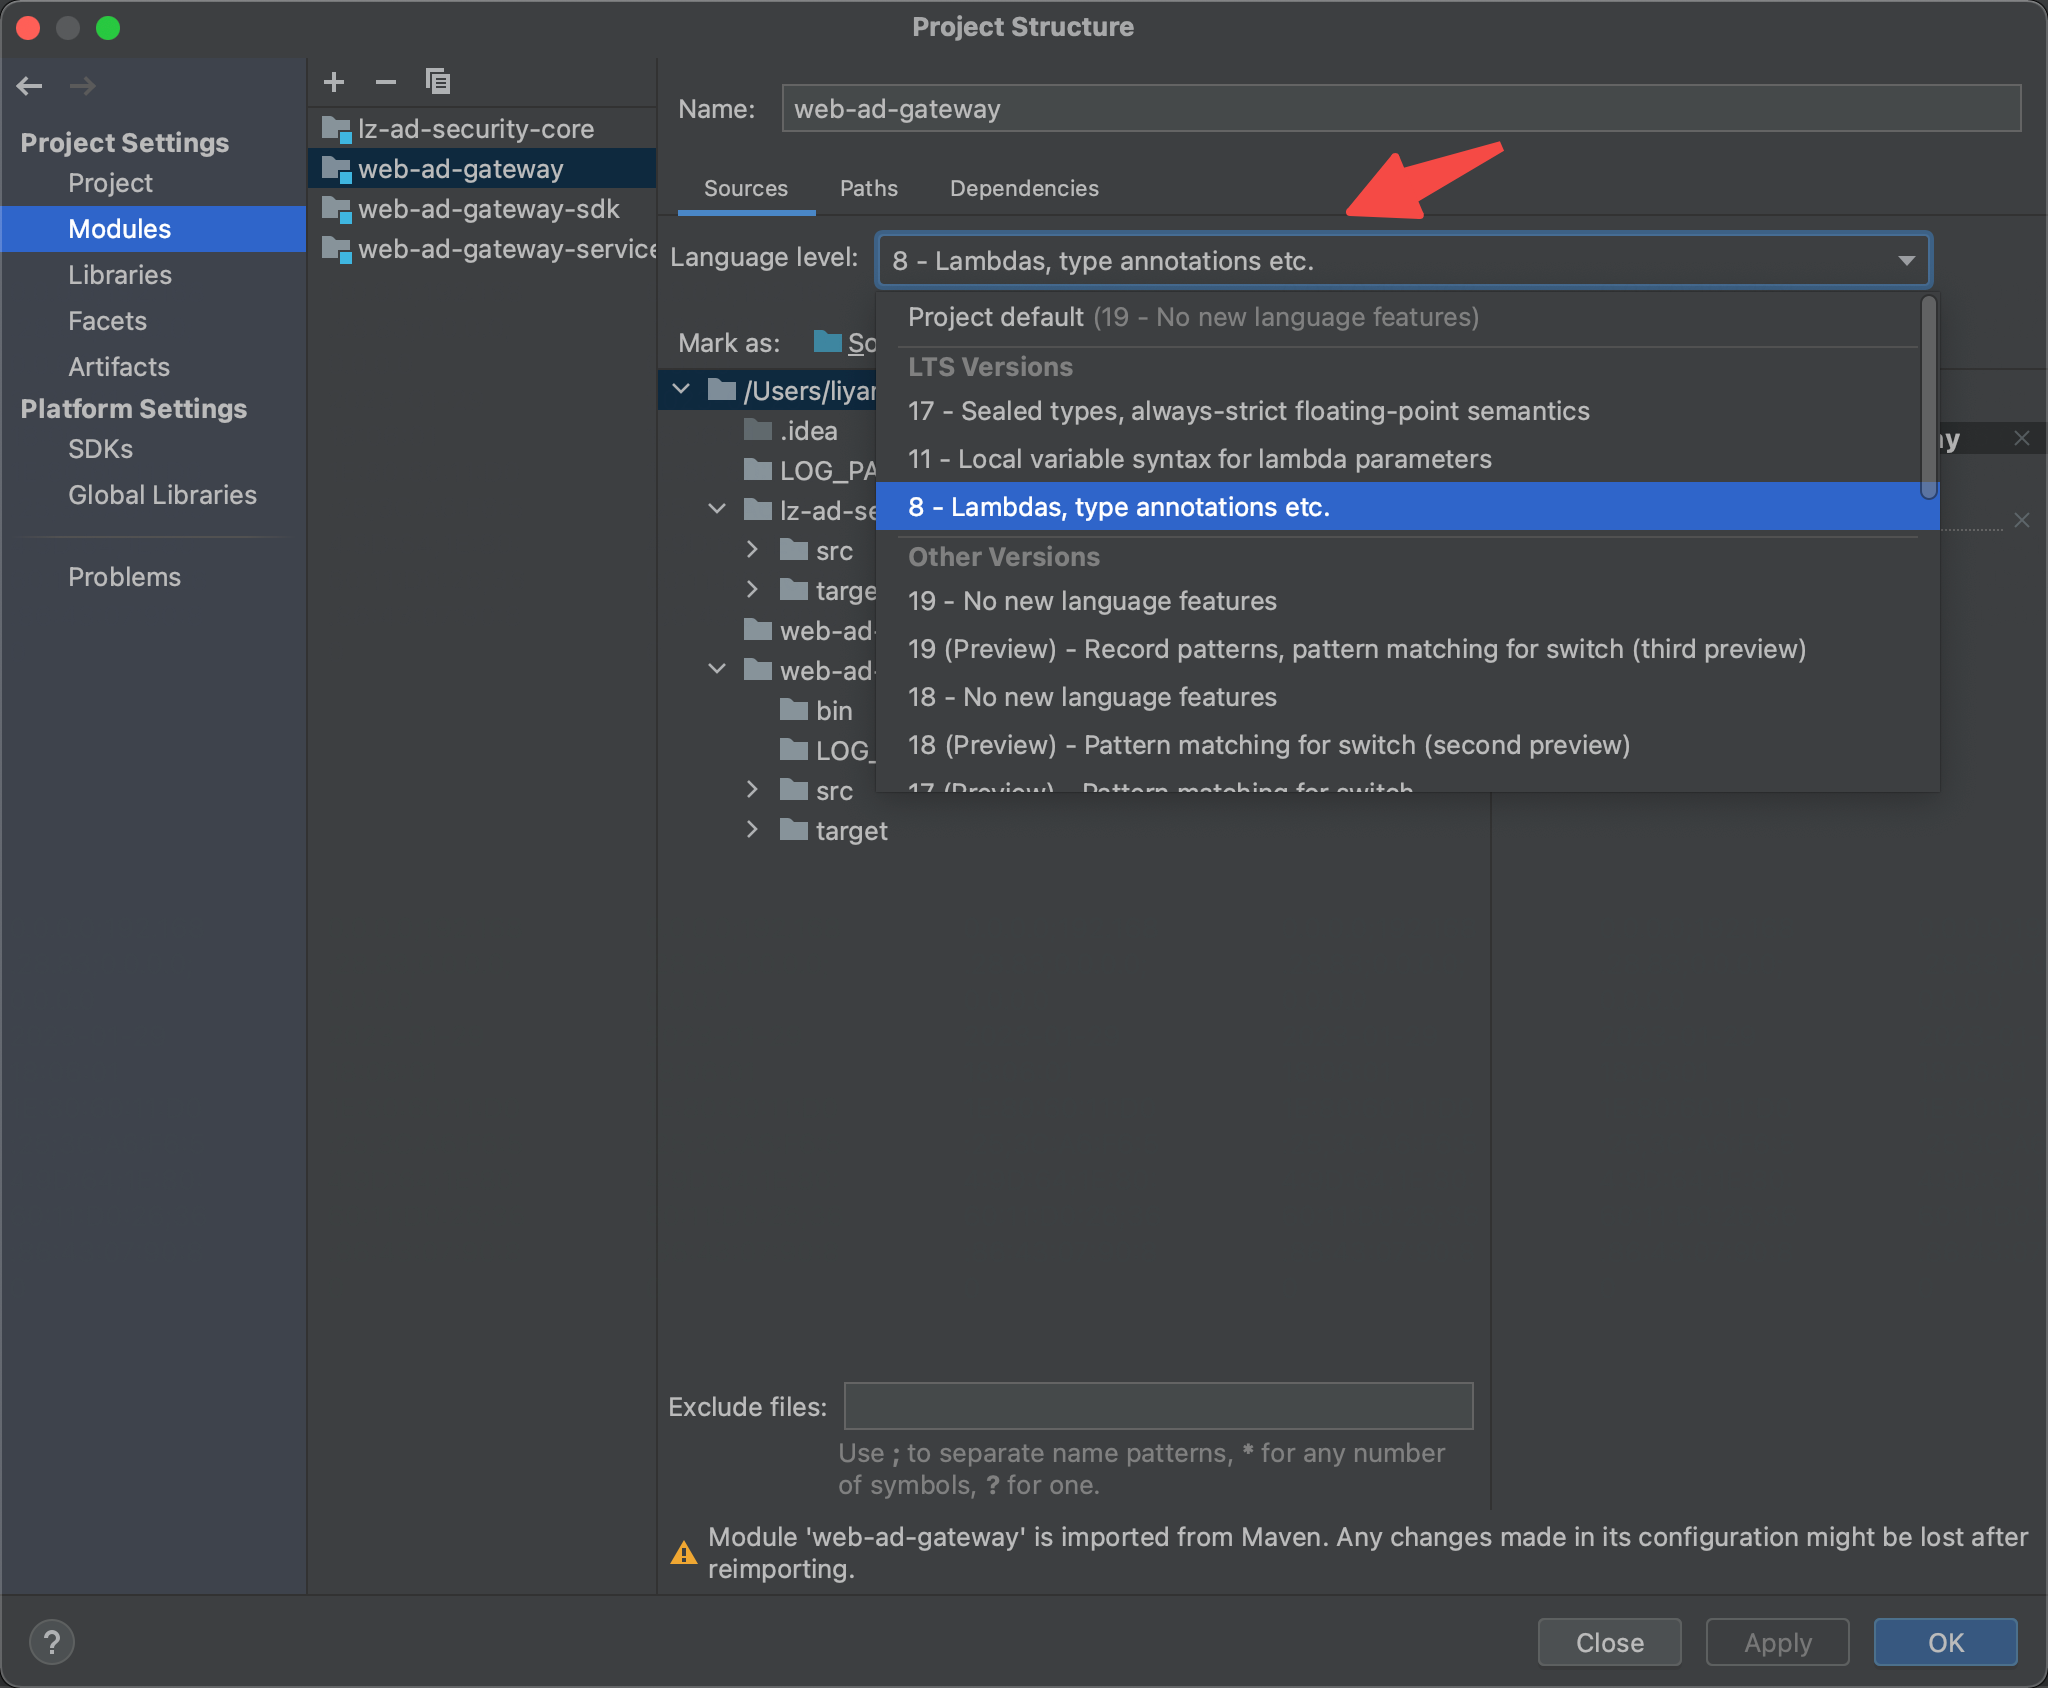 Project Structure
Project Settings
Project
Modules
Libraries
Facets
Artifacts
Platform Settings
SDKs
Global Libraries
Problems
lz-ad-security-core
web-ad-gateway
web-ad-gateway-sdk
web-ad-gateway-service
Name: web-ad-gateway
Sources Paths Dependencies
Language level: 8 - Lambdas, type annotations etc.
Project default (19 - No new language features)
LTS Versions
17 - Sealed types, always-strict floating-point semantics
11 - Local variable syntax for lambda parameters
8 - Lambdas, type annotations etc.
Other Versions
19 - No new language features
19 (Preview) - Record patterns, pattern matching for switch (third preview)
18 - No new language features
18 (Preview) - Pattern matching for switch (second preview)
17 (Preview) - Pattern matching for switch
Mark as: So
/Users/liyan
.idea
LOG_PA
lz-ad-se
src
targe
web-ad-
web-ad-
bin
LOG_
src
target
Exclude files:
Use ; to separate name patterns, * for any number
of symbols, ? for one.
Module 'web-ad-gateway' is imported from Maven. Any changes made in its configuration might be lost after
reimporting.
? Close Apply OK